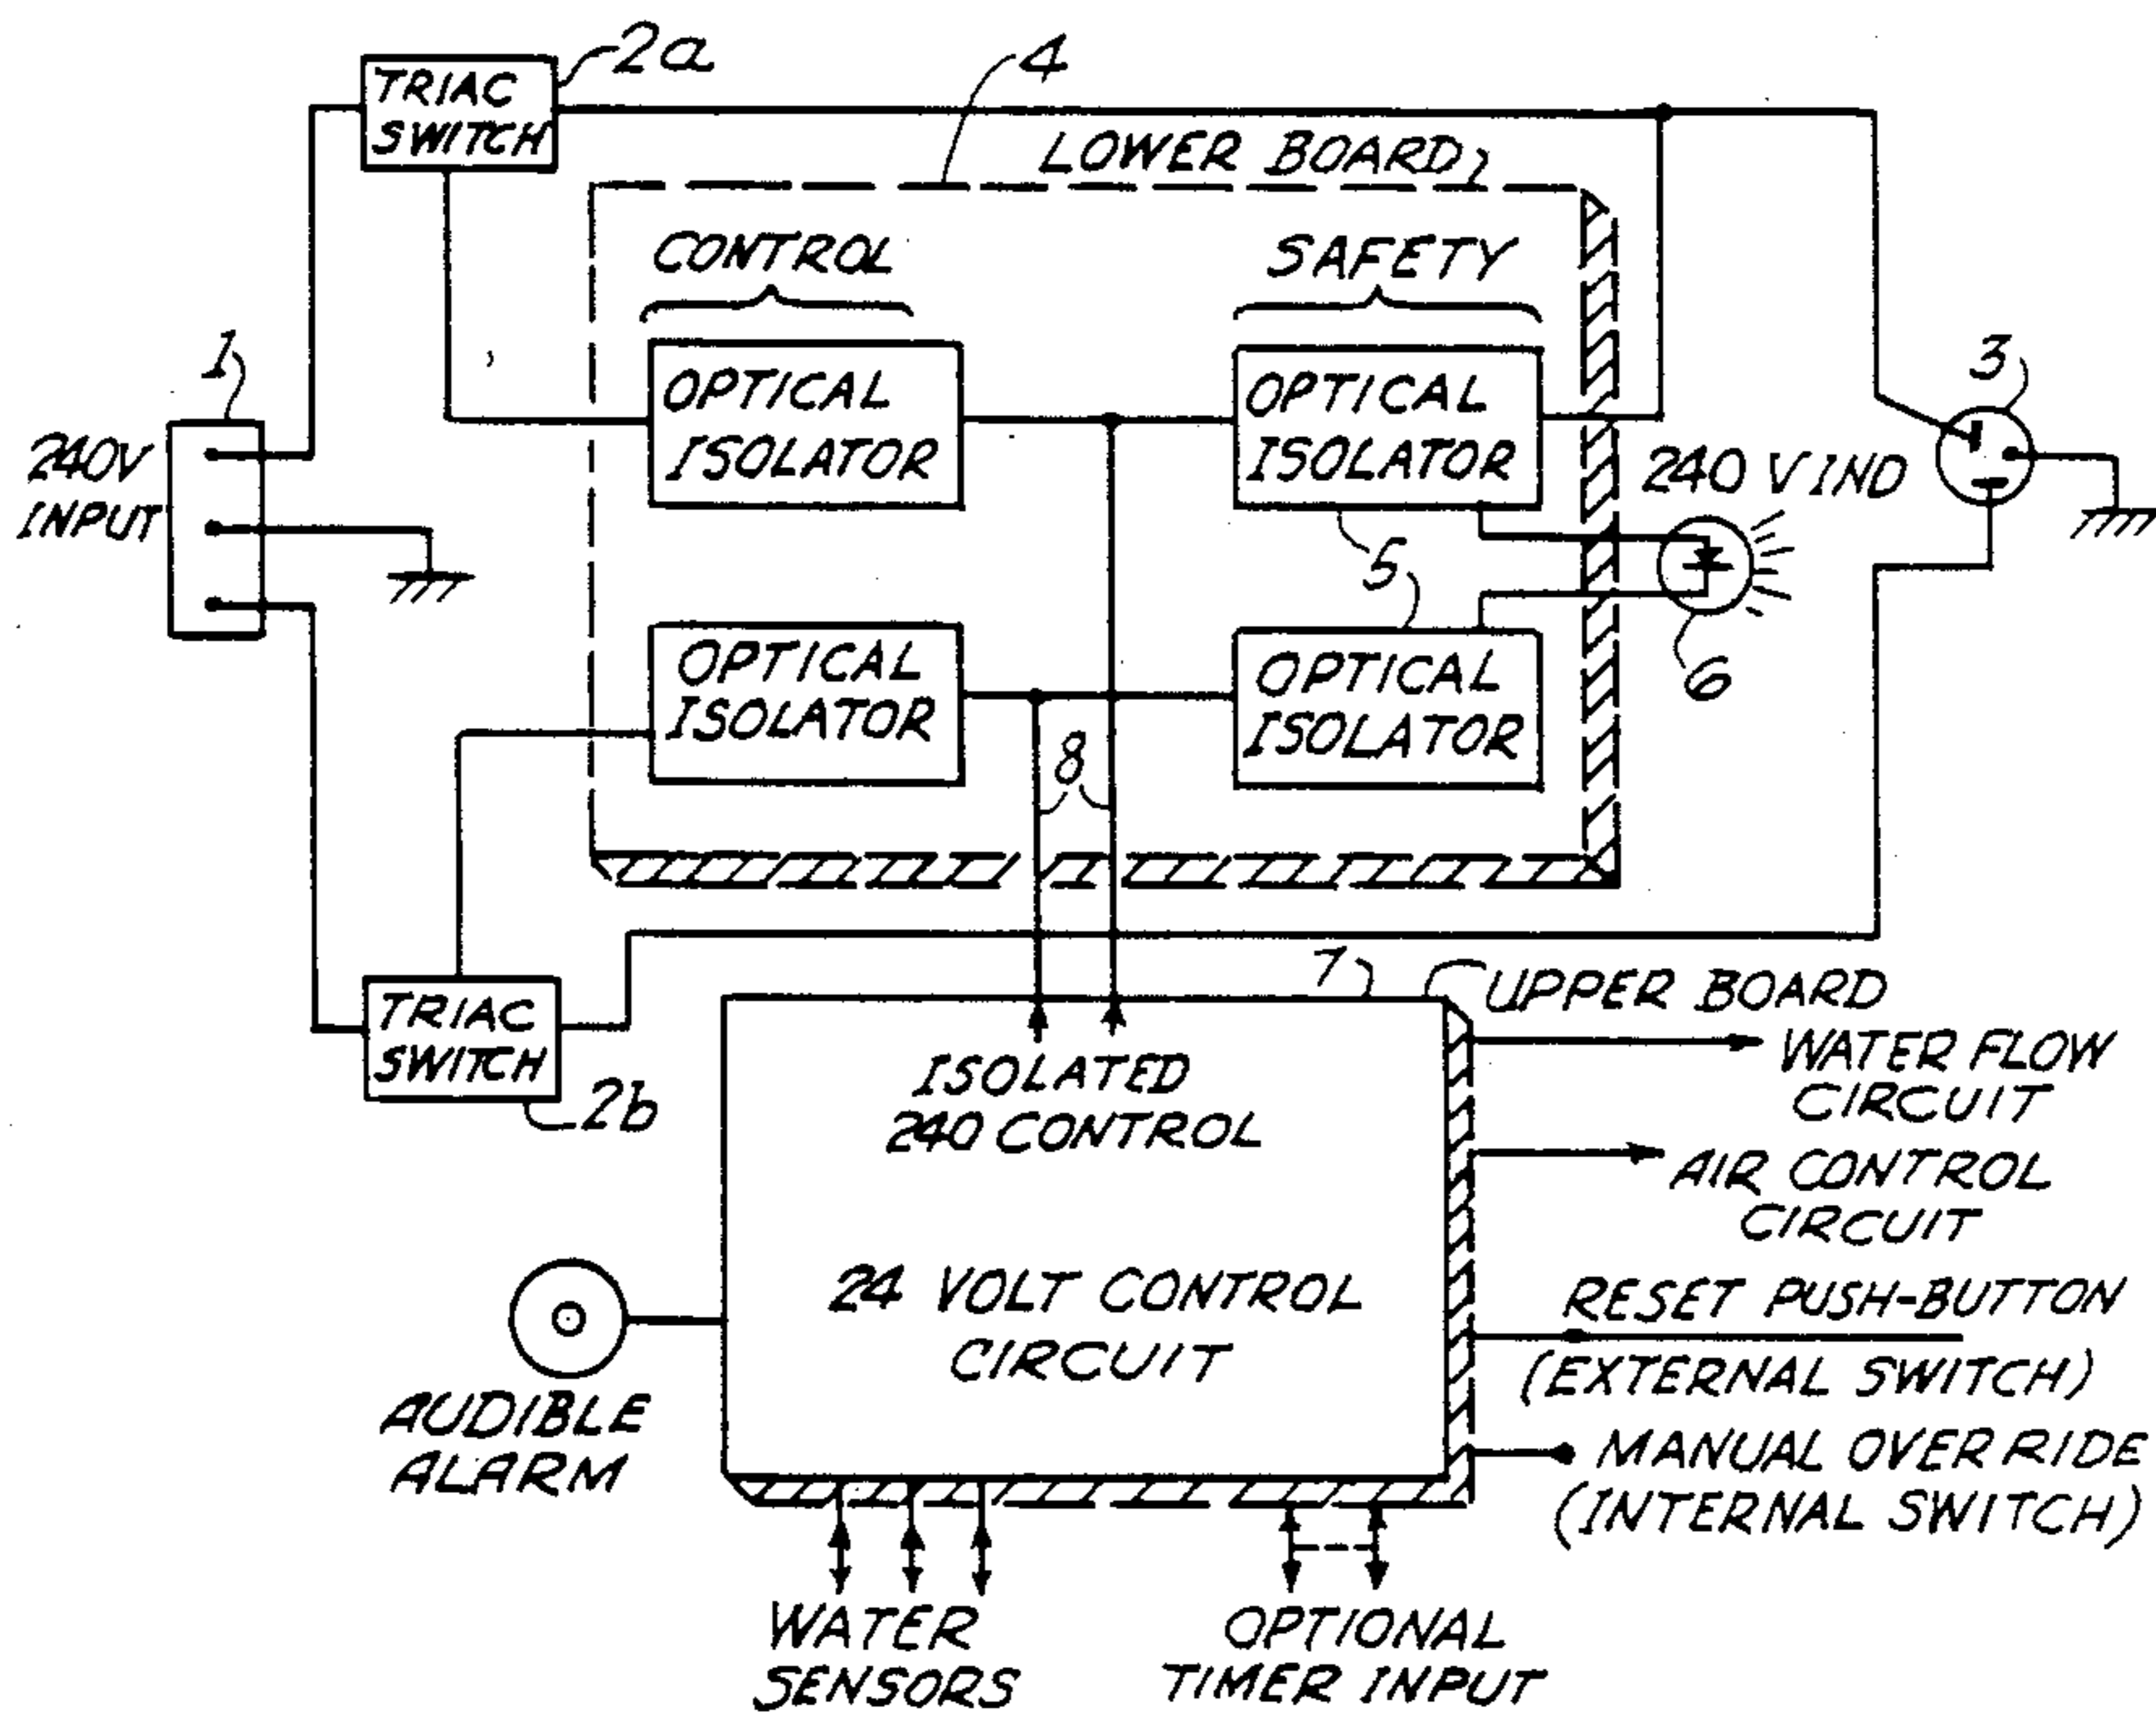 2a
4
TRIAC
SWITCH
LOWER BOARD
CONTROL
SAFETY
1
3
OPTICAL
ISOLATOR
OPTICAL
ISOLATOR
240V
INPUT
240 V IND
5
OPTICAL
ISOLATOR
OPTICAL
ISOLATOR
6
8
7
UPPER BOARD
TRIAC
SWITCH
2b
ISOLATED
240 CONTROL
WATER FLOW
CIRCUIT
AIR CONTROL
CIRCUIT
24 VOLT CONTROL
CIRCUIT
RESET PUSH-BUTTON
(EXTERNAL SWITCH)
AUDIBLE
ALARM
MANUAL OVERRIDE
(INTERNAL SWITCH)
WATER
SENSORS
OPTIONAL
TIMER INPUT